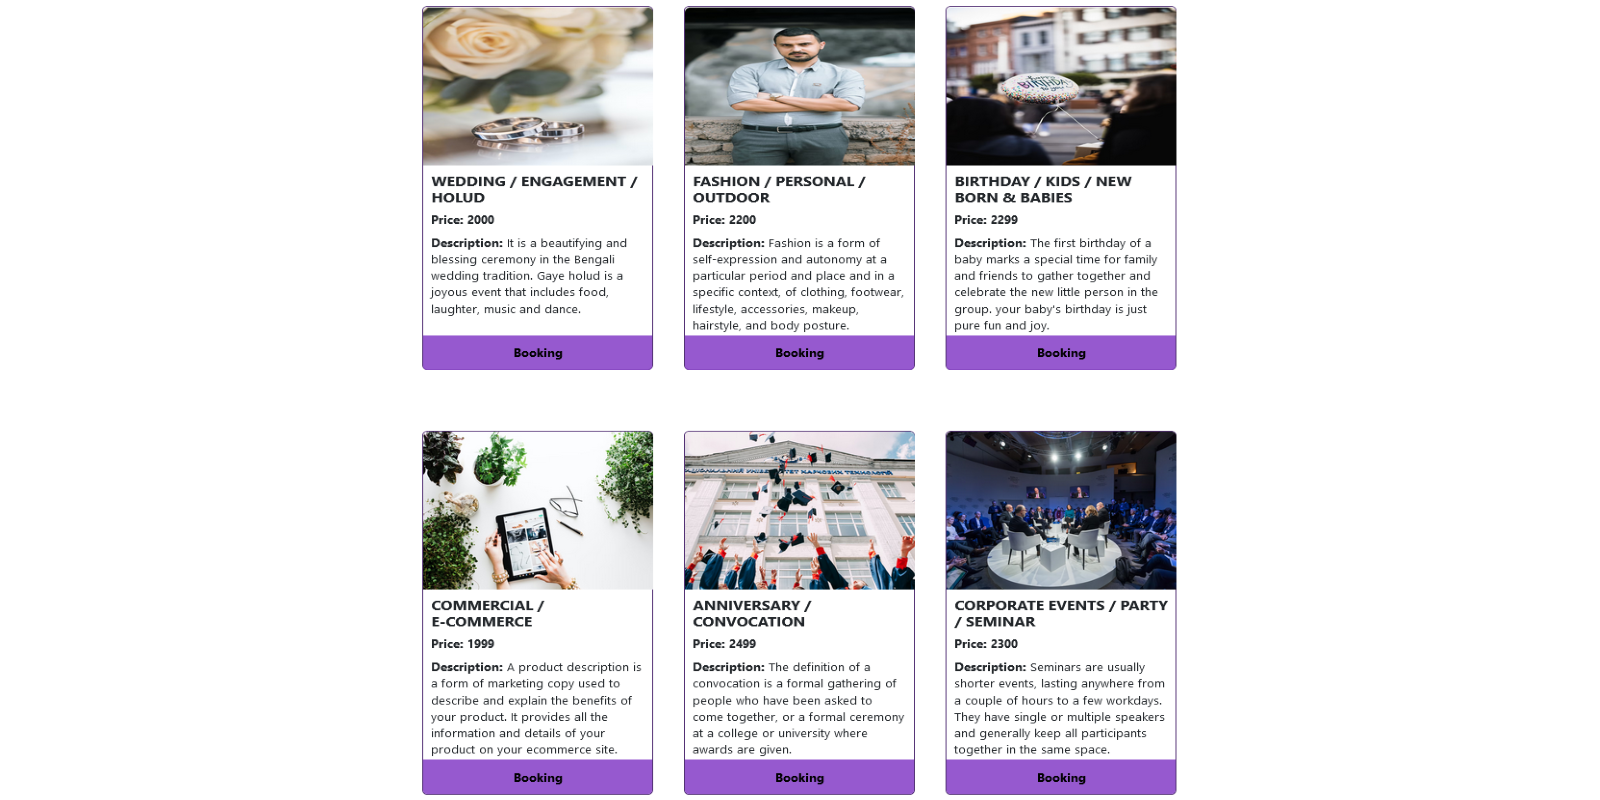 HAPPY
BIRTHDAY
to you
WEDDING / ENGAGEMENT /
HOLUD
Price: 2000
Description: It is a beautifying and
blessing ceremony in the Bengali
wedding tradition. Gaye holud is a
joyous event that includes food,
laughter, music and dance.
Booking
FASHION / PERSONAL /
OUTDOOR
Price: 2200
Description: Fashion is a form of
self-expression and autonomy at a
particular period and place and in a
specific context, of clothing, footwear,
lifestyle, accessories, makeup,
hairstyle, and body posture.
Booking
BIRTHDAY / KIDS / NEW
BORN & BABIES
Price: 2299
Description: The first birthday of a
baby marks a special time for family
and friends to gather together and
celebrate the new little person in the
group. your baby's birthday is just
pure fun and joy.
Booking
COMMERCIAL /
E-COMMERCE
Price: 1999
Description: A product description is
a form of marketing copy used to
describe and explain the benefits of
your product. It provides all the
information and details of your
product on your ecommerce site.
Booking
УНІВЕРСИТЕТ ХАРЧОВИХ ТЕХНОЛОГІЙ
ANNIVERSARY /
CONVOCATION
Price: 2499
Description: The definition of a
convocation is a formal gathering of
people who have been asked to
come together, or a formal ceremony
at a college or university where
awards are given.
Booking
CORPORATE EVENTS / PARTY
/ SEMINAR
Price: 2300
Description: Seminars are usually
shorter events, lasting anywhere from
a couple of hours to a few workdays.
They have single or multiple speakers
and generally keep all participants
together in the same space.
Booking